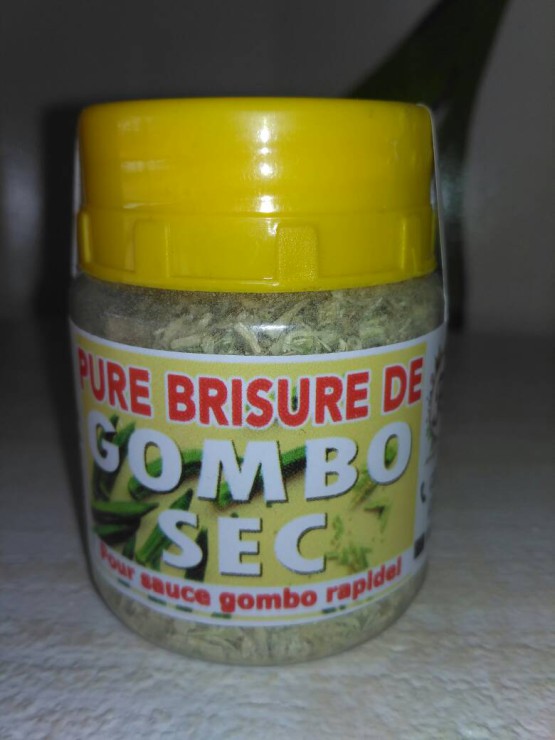 PURE BRISURE DE
GOMBO
SEC
Pour sauce gombo rapide!